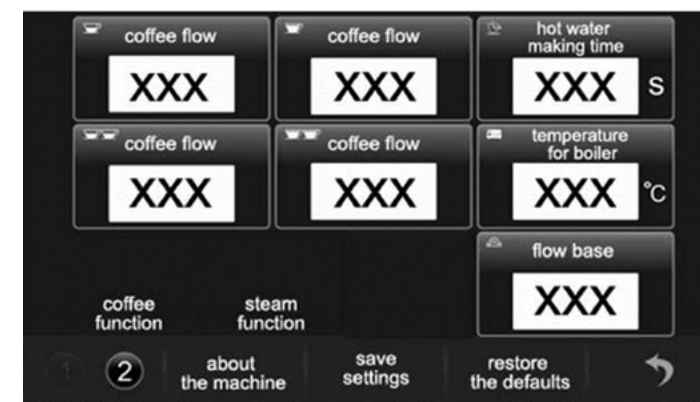 coffee flow
XXX
coffee flow
XXX
hot water
making time
XXX S
coffee flow
XXX
coffee flow
XXX
temperature
for boiler
XXX °C
flow base
XXX
coffee
function
steam
function
1
2
about
the machine
save
settings
restore
the defaults